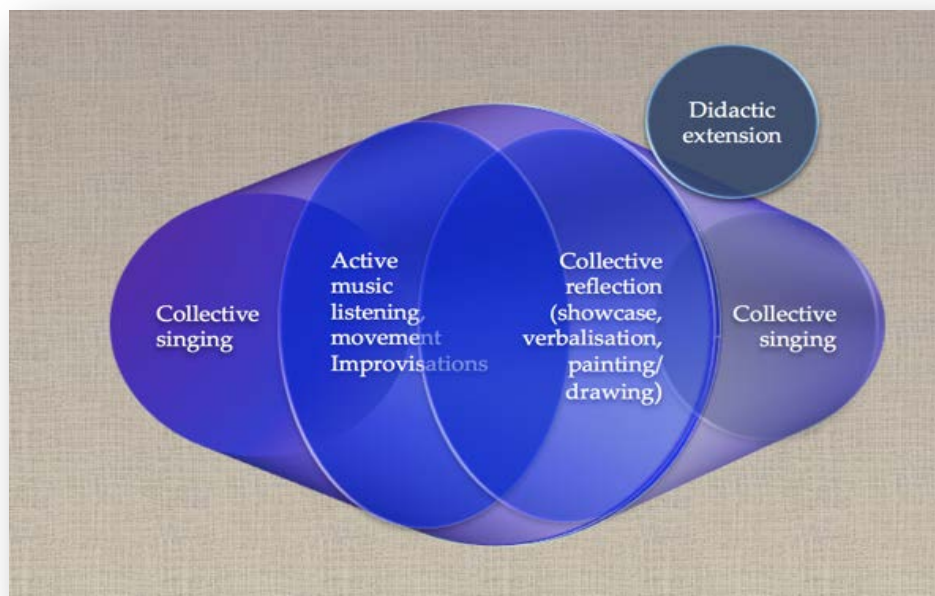 Didactic
extension
Collective
singing
Active
music
listening,
movement
Improvisations
Collective
reflection
(showcase,
verbalisation,
painting/
drawing)
Collective
singing